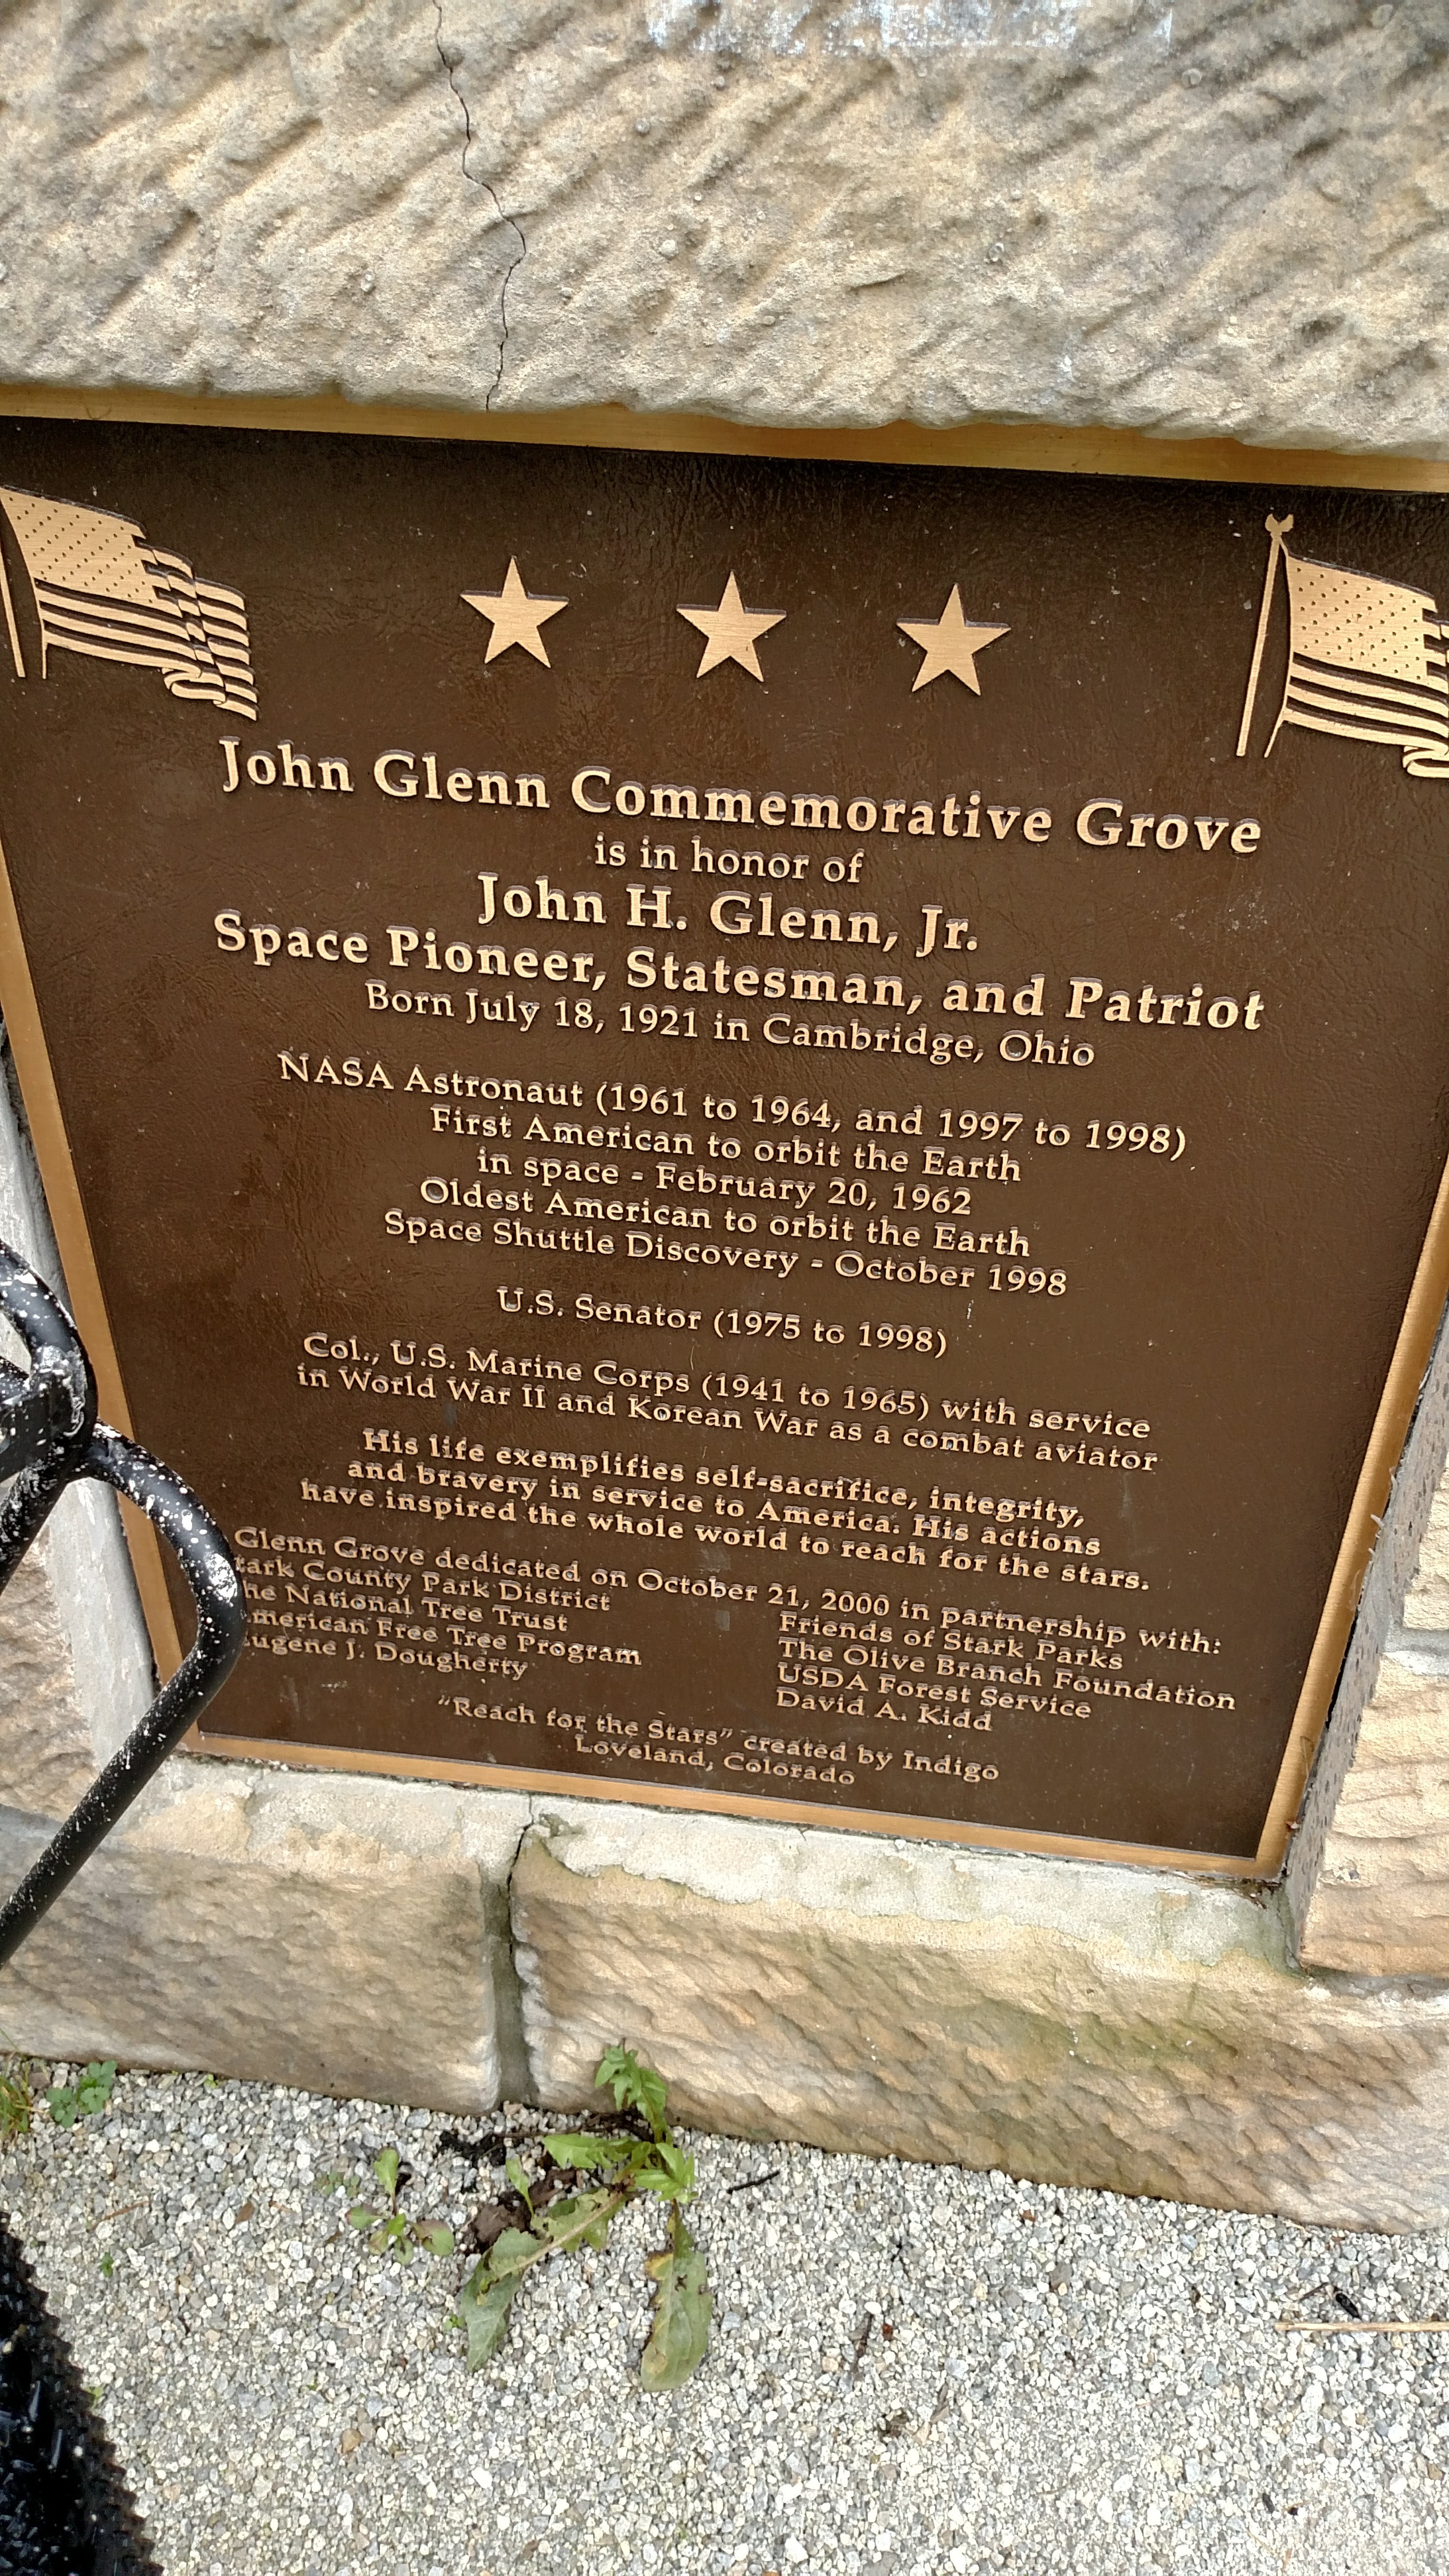 John Glenn Commemorative Grove
is in honor of
John H. Glenn, Jr.
Space Pioneer, Statesman, and Patriot
Born July 18, 1921 in Cambridge, Ohio
NASA Astronaut (1961 to 1964, and 1997 to 1998)
First American to orbit the Earth
in space - February 20, 1962
Oldest American to orbit the Earth
Space Shuttle Discovery - October 1998
U.S. Senator (1975 to 1998)
Col., U.S. Marine Corps (1941 to 1965) with service
in World War II and Korean War as a combat aviator
His life exemplifies self-sacrifice, integrity,
and bravery in service to America. His actions
have inspired the whole world to reach for the stars.
Glenn Grove dedicated on October 21, 2000 in partnership with:
County Park District
National Tree Trust
Free Tree Program
J. Dougherty
Friends of Stark Parks
The Olive Branch Foundation
USDA Forest Service
David A. Kidd
"Reach for the Stars" created by Indigo
Loveland, Colorado